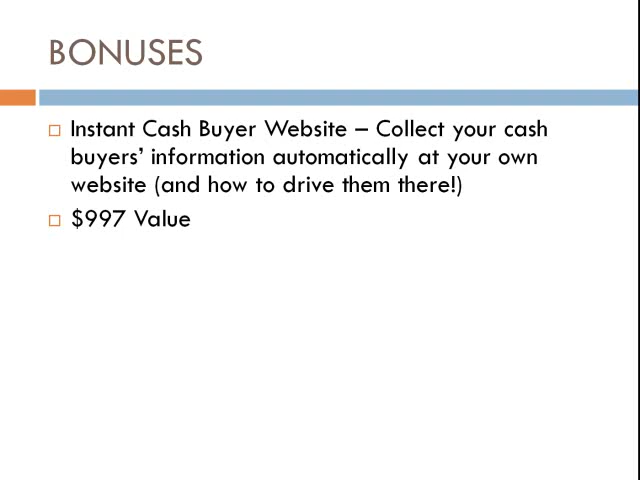 BONUSES
Instant Cash Buyer Website – Collect your cash
buyers’ information automatically at your own
website (and how to drive them there!)
$997 Value